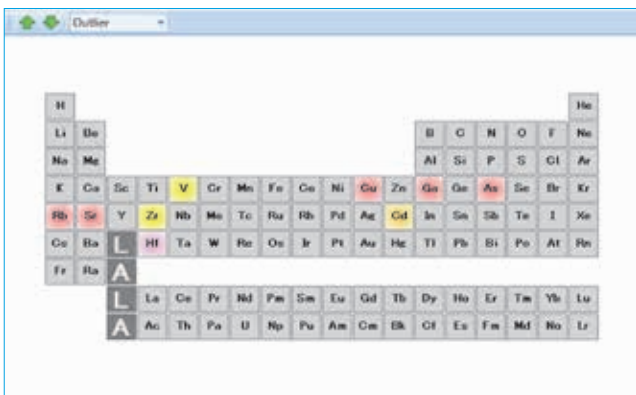 Outlier
H He
Li Be B C N O F Ne
Na Mg Al Si P S Cl Ar
K Ca Sc Ti V Cr Mn Fe Co Ni Cu Zn Ga Ge As Se Br Kr
Rb Sr Y Zr Nb Mo Tc Ru Rh Pd Ag Cd In Sn Sb Te I Xe
Cs Ba L Hf Ta W Re Os Ir Pt Au Hg Tl Pb Bi Po At Rn
Fr Ra A
L La Ce Pr Nd Pm Sm Eu Gd Tb Dy Ho Er Tm Yb Lu
A Ac Th Pa U Np Pu Am Cm Bk Cf Es Fm Md No Lr